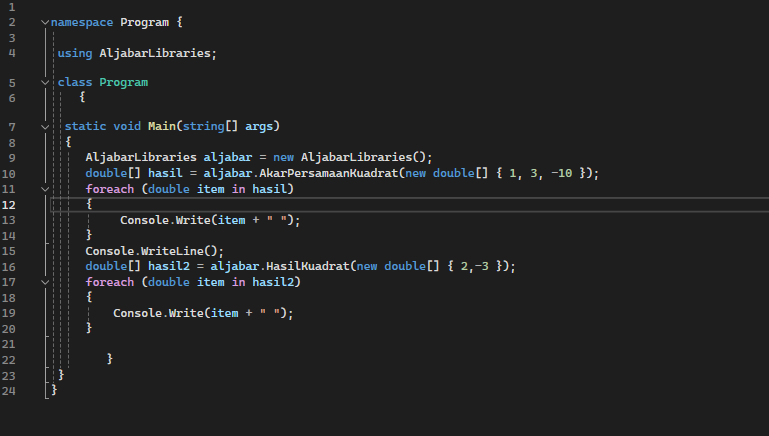 1
2 namespace Program {
3
4 using AljabarLibraries;
5 class Program
6 {
7 static void Main(string[] args)
8 {
9 AljabarLibraries aljabar = new AljabarLibraries();
10 double[] hasil = aljabar.AkarPersamaanKuadrat(new double[] { 1, 3, -10 });
11 foreach (double item in hasil)
12 {
13 Console.Write(item + " ");
14 }
15 Console.WriteLine();
16 double[] hasil2 = aljabar.HasilKuadrat(new double[] { 2,-3 });
17 foreach (double item in hasil2)
18 {
19 Console.Write(item + " ");
20 }
21
22 }
23 }
24 }